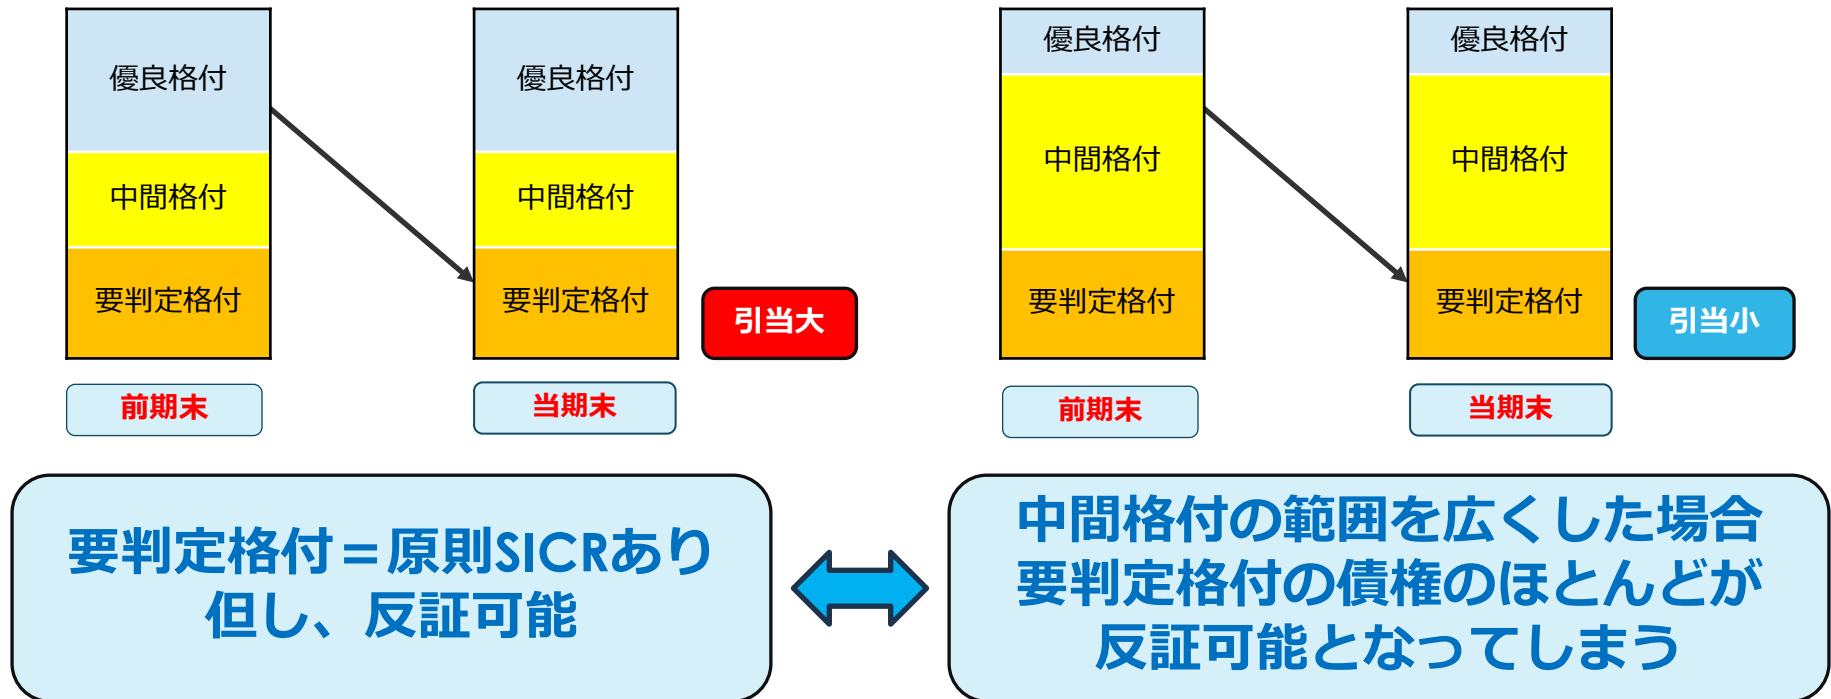 優良格付
中間格付
要判定格付
前期末
優良格付
中間格付
要判定格付
当期末
引当大
優良格付
中間格付
要判定格付
前期末
優良格付
中間格付
要判定格付
当期末
引当小
要判定格付＝原則SICRあり
但し、反証可能
中間格付の範囲を広くした場合
要判定格付の債権のほとんどが
反証可能となってしまう